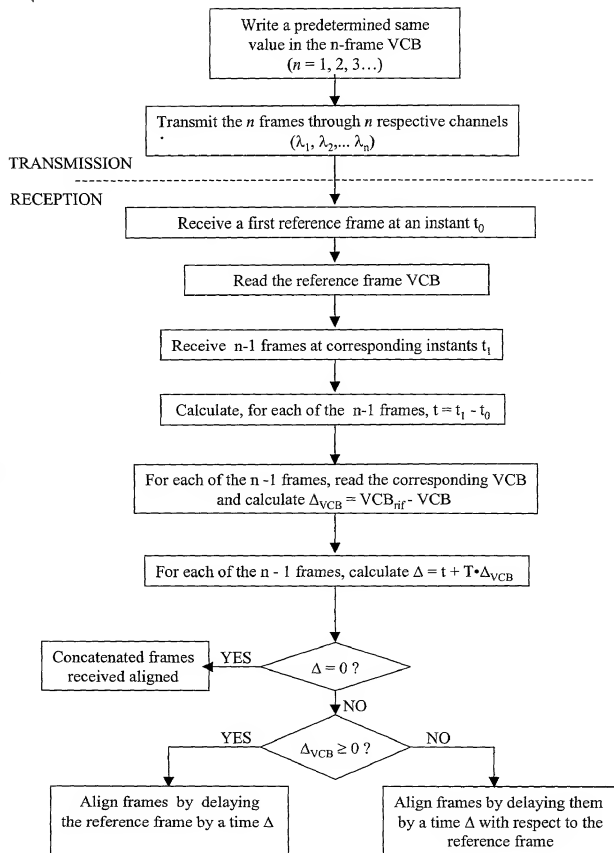 Write a predetermined same
value in the n-frame VCB
(n = 1, 2, 3...)
Transmit the n frames through n respective channels
(λ1, λ2,... λn)
TRANSMISSION
RECEPTION
Receive a first reference frame at an instant t0
Read the reference frame VCB
Receive n-1 frames at corresponding instants t1
Calculate, for each of the n-1 frames, t = t1 - t0
For each of the n -1 frames, read the corresponding VCB
and calculate ΔVCB = VCBrif - VCB
For each of the n - 1 frames, calculate Δ = t + T•ΔVCB
Concatenated frames
received aligned
YES
Δ = 0 ?
NO
YES
ΔVCB ≥ 0 ?
NO
Align frames by delaying
the reference frame by a time Δ
Align frames by delaying them
by a time Δ with respect to the
reference frame